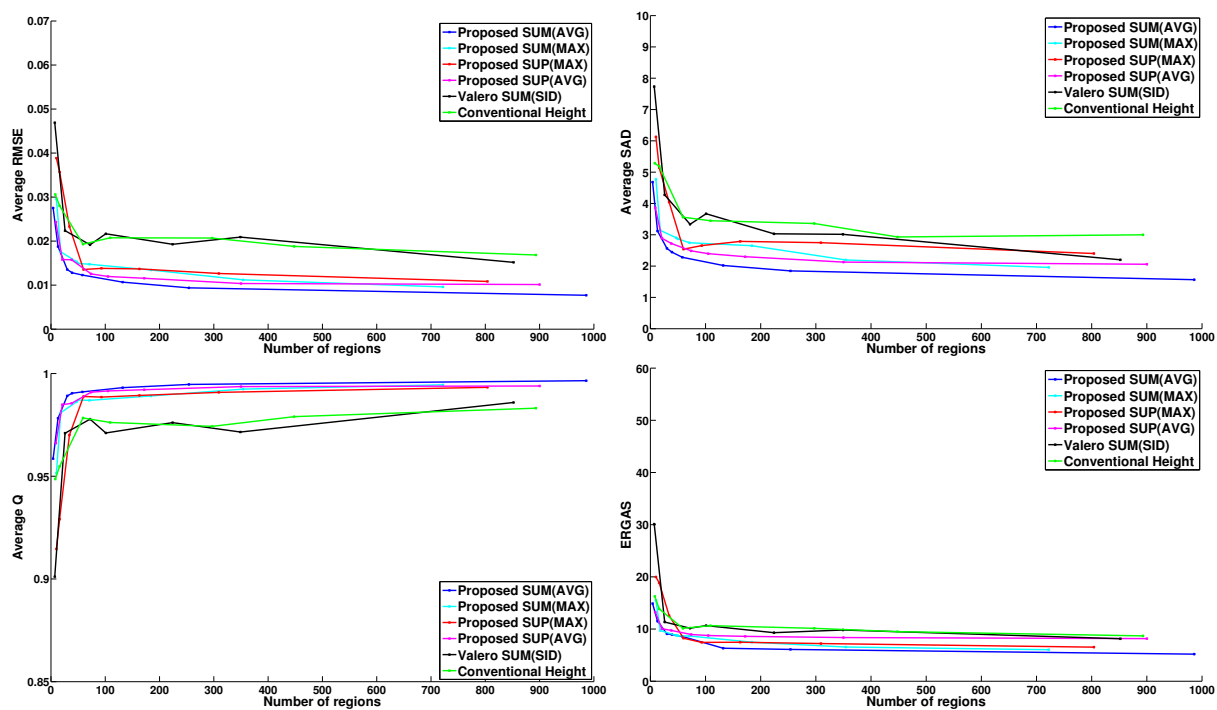 0.07
0.06
0.05
0.04
0.03
0.02
0.01
0
Average RMSE
0 100 200 300 400 500 600 700 800 900 1000
Number of regions
Proposed SUM(AVG)
Proposed SUM(MAX)
Proposed SUP(MAX)
Proposed SUP(AVG)
Valero SUM(SID)
Conventional Height
10
9
8
7
6
5
4
3
2
1
0
Average SAD
0 100 200 300 400 500 600 700 800 900 1000
Number of regions
Proposed SUM(AVG)
Proposed SUM(MAX)
Proposed SUP(MAX)
Proposed SUP(AVG)
Valero SUM(SID)
Conventional Height
1
0.95
0.9
0.85
Average Q
0 100 200 300 400 500 600 700 800 900 1000
Number of regions
Proposed SUM(AVG)
Proposed SUM(MAX)
Proposed SUP(MAX)
Proposed SUP(AVG)
Valero SUM(SID)
Conventional Height
60
50
40
30
20
10
0
ERGAS
0 100 200 300 400 500 600 700 800 900 1000
Number of regions
Proposed SUM(AVG)
Proposed SUM(MAX)
Proposed SUP(MAX)
Proposed SUP(AVG)
Valero SUM(SID)
Conventional Height